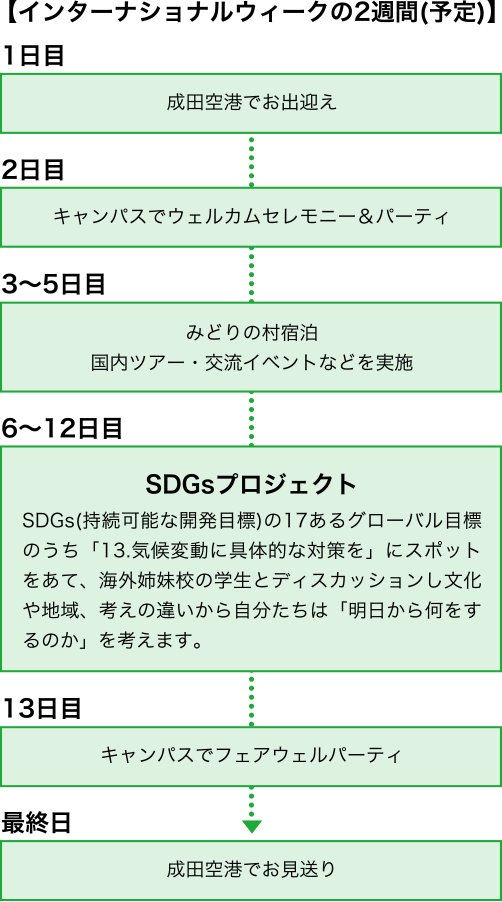 【インターナショナルウィークの2週間(予定)】
1日目
成田空港でお出迎え
2日目
キャンパスでウェルカムセレモニー＆パーティ
3〜5日目
みどりの村宿泊
国内ツアー・交流イベントなどを実施
6〜12日目
SDGsプロジェクト
SDGs(持続可能な開発目標)の17あるグローバル目標
のうち「13.気候変動に具体的な対策を」にスポット
をあて、海外姉妹校の学生とディスカッションし文化
や地域、考えの違いから自分たちは「明日から何をす
るのか」を考えます。
13日目
キャンパスでフェアウェルパーティ
最終日
成田空港でお見送り